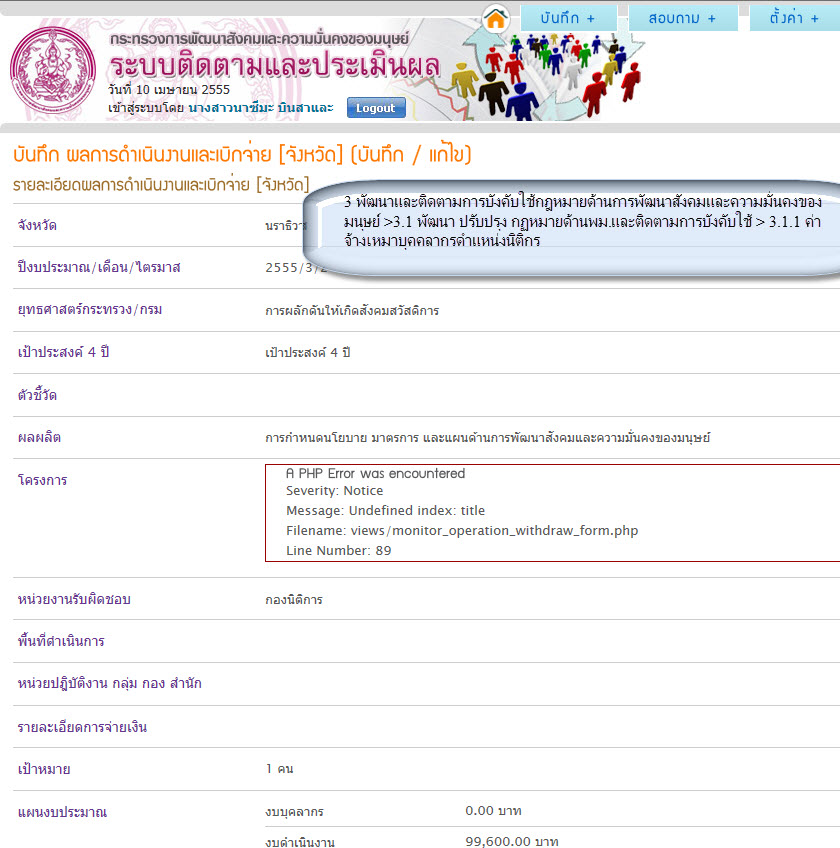 บันทึก +
สอบถาม +
ตั้งค่า +
กระทรวงการพัฒนาสังคมและความมั่นคงของมนุษย์
ระบบติดตามและประเมินผล
วันที่ 10 เมษายน 2555
เข้าสู่ระบบโดย นางสาวนาซีมะ บินสาและ Logout
บันทึก ผลการดำเนินงานและเบิกจ่าย [จังหวัด] (บันทึก / แก้ไข)
รายละเอียดผลการดำเนินงานและเบิกจ่าย [จังหวัด]
3 พัฒนาและติดตามการบังคับใช้กฎหมายด้านการพัฒนาสังคมและความมั่นคงของ
มนุษย์ >3.1 พัฒนา ปรับปรุง กฏหมายด้านพม.และติดตามการบังคับใช้ > 3.1.1 ค่า
จ้างเหมาบุคคลากรตำแหน่งนิติกร
จังหวัด นราธิวาส
ปีงบประมาณ/เดือน/ไตรมาส 2555/3/2
ยุทธศาสตร์กระทรวง/กรม การผลักดันให้เกิดสังคมสวัสดิการ
เป้าประสงค์ 4 ปี เป้าประสงค์ 4 ปี
ตัวชี้วัด
ผลผลิต การกำหนดนโยบาย มาตรการ และแผนด้านการพัฒนาสังคมและความมั่นคงของมนุษย์
โครงการ
A PHP Error was encountered
Severity: Notice
Message: Undefined index: title
Filename: views/monitor_operation_withdraw_form.php
Line Number: 89
หน่วยงานรับผิดชอบ กองนิติการ
พื้นที่ดำเนินการ
หน่วยปฎิบัติงาน กลุ่ม กอง สำนัก
รายละเอียดการจ่ายเงิน
เป้าหมาย 1 คน
แผนงบประมาณ งบบุคลากร 0.00 บาท
งบดำเนินงาน 99,600.00 บาท